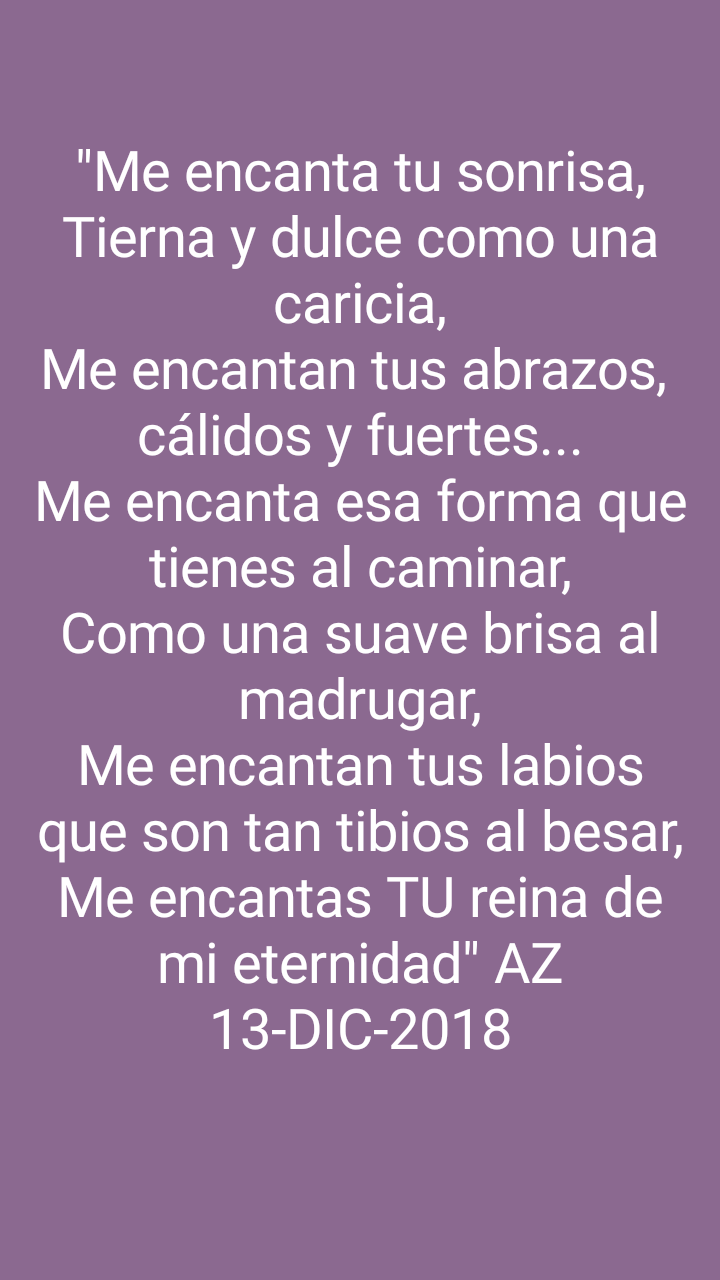 "Me encanta tu sonrisa,
Tierna y dulce como una
caricia,
Me encantan tus abrazos,
cálidos y fuertes...
Me encanta esa forma que
tienes al caminar,
Como una suave brisa al
madrugar,
Me encantan tus labios
que son tan tibios al besar,
Me encantas TU reina de
mi eternidad" AZ
13-DIC-2018